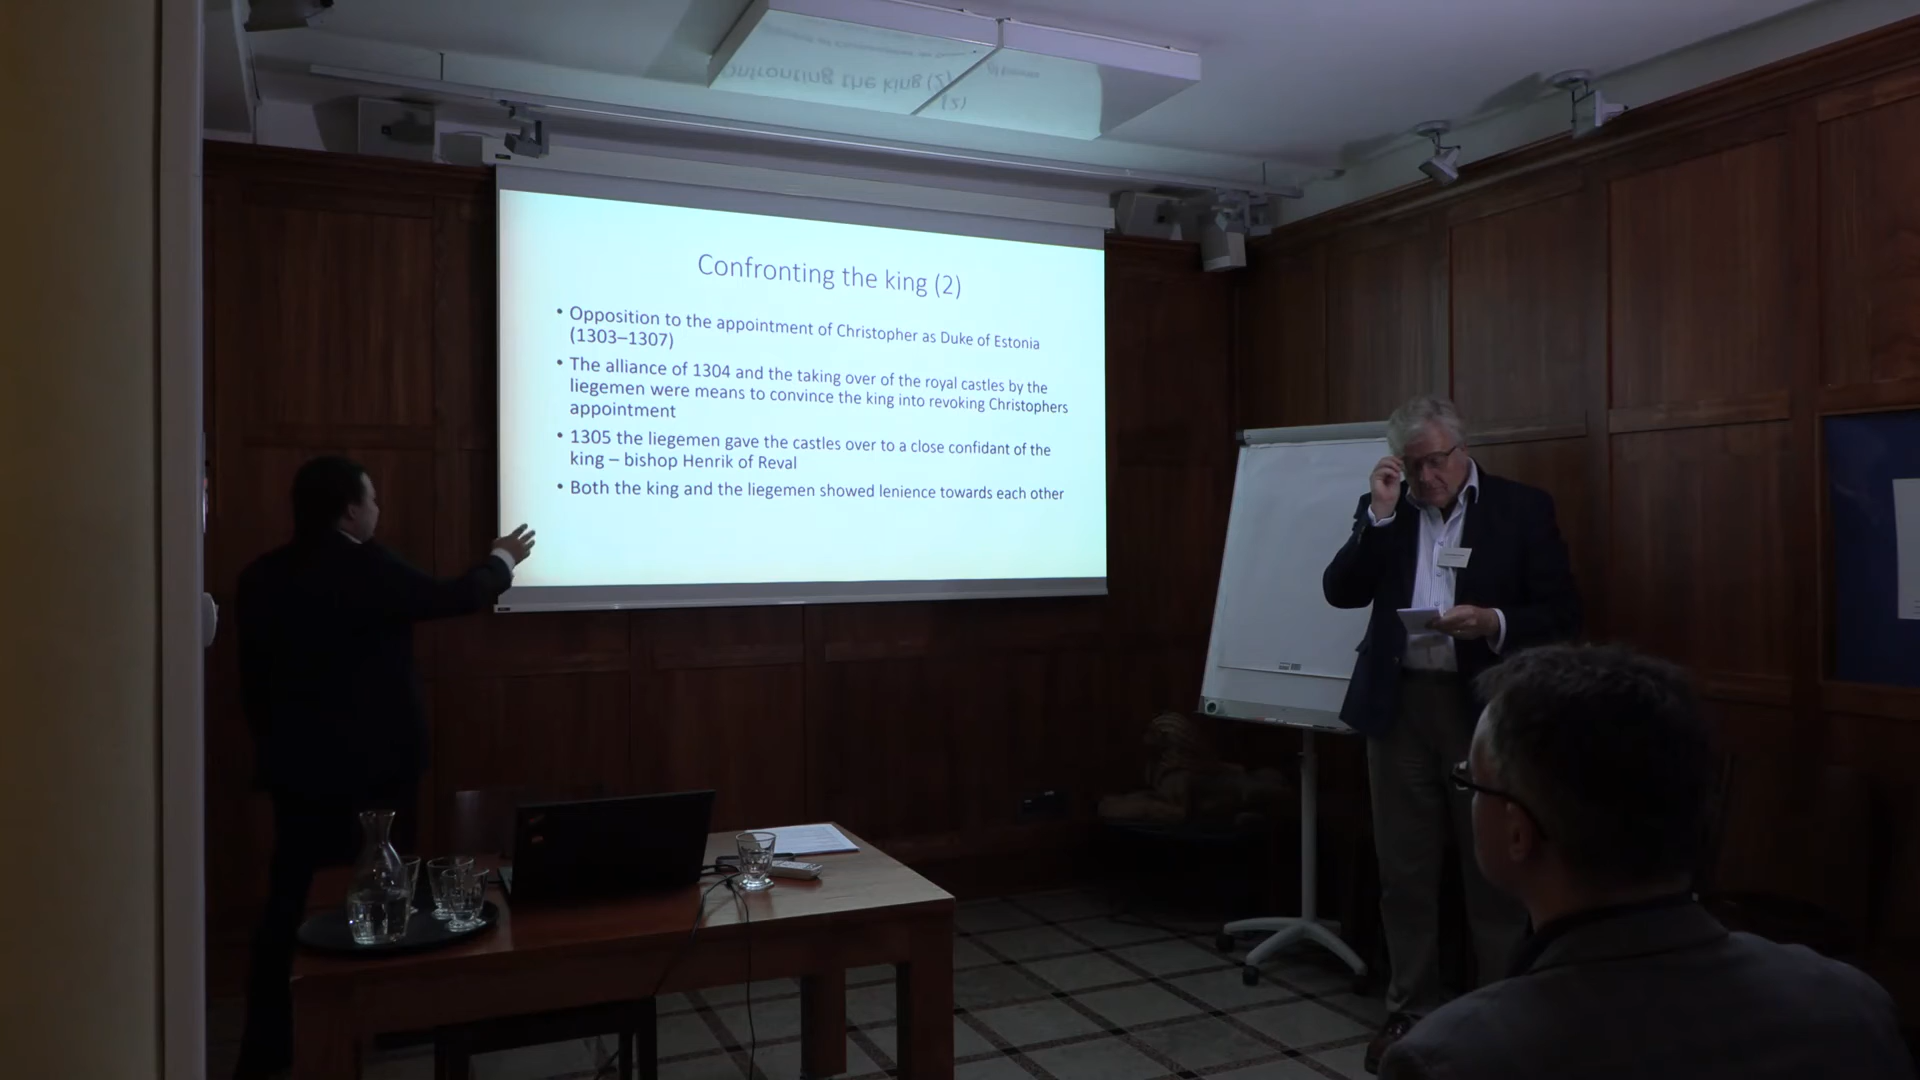 Confronting the king (2)
• Opposition to the appointment of Christopher as Duke of Estonia
(1303–1307)
• The alliance of 1304 and the taking over of the royal castles by the
liegemen were means to convince the king into revoking Christophers
appointment
• 1305 the liegemen gave the castles over to a close confidant of the
king – bishop Henrik of Reval
• Both the king and the liegemen showed lenience towards each other